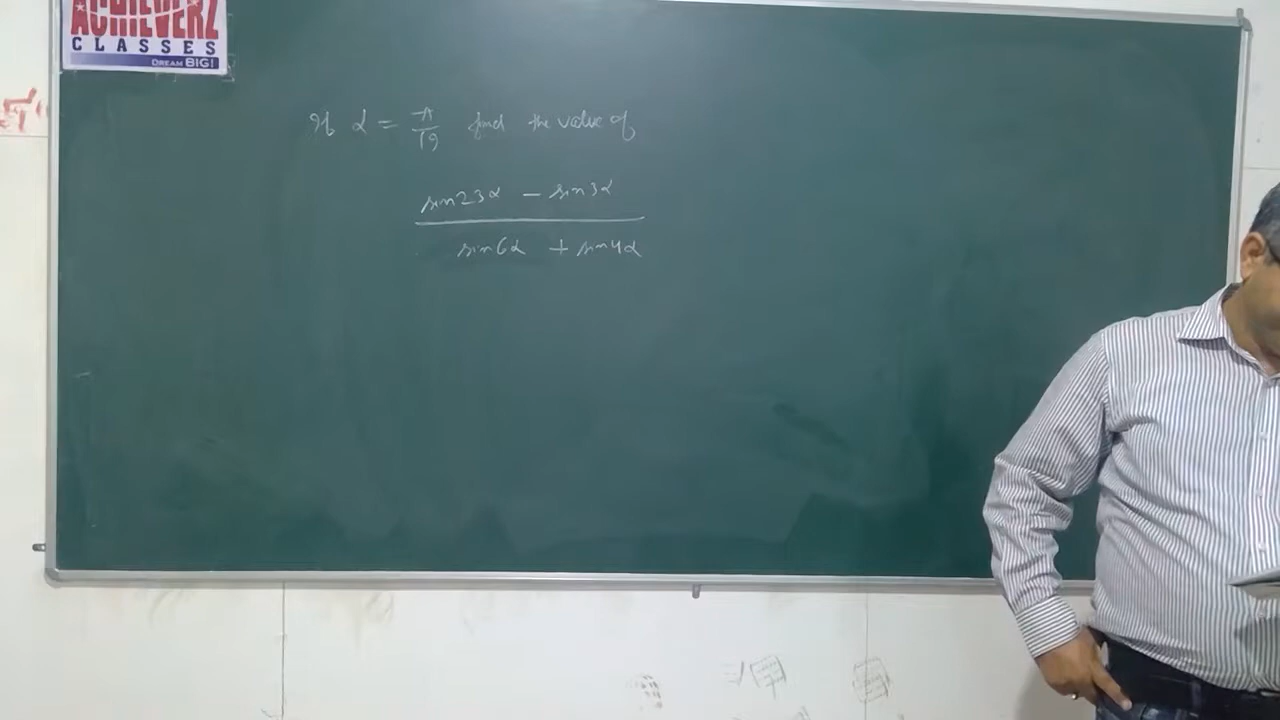 ACHIEVERZ
CLASSES
DREAM BIG!
If α = π/19 find the value of
sin23α - sin3α
sin6α + sin4α